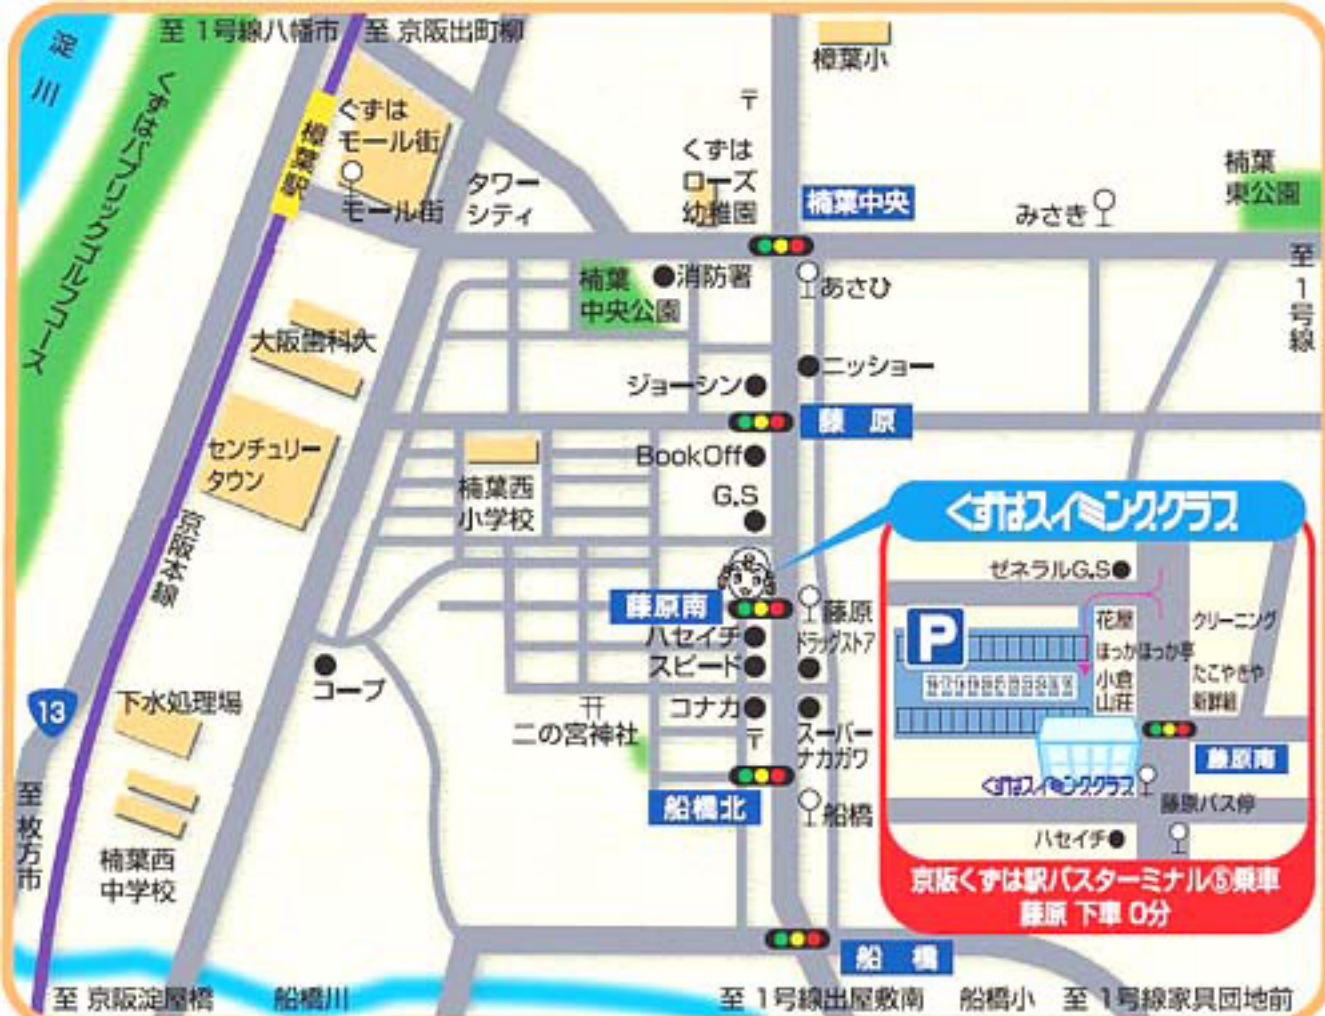 至 1号線八幡市
至 京阪出町柳
淀
川
くずはパブリックゴルフコース
樟葉駅
くずは
モール街
モール街
タワー
シティ
〒
くずは
ローズ
幼稚園
樟葉小
楠葉中央
みさき
楠葉
東公園
至1号線
楠葉
中央公園
消防署
あさひ
大阪歯科大
ジョーシン
ニッショー
藤 原
センチュリー
タウン
楠葉西
小学校
BookOff
G.S
京阪本線
藤原南
藤原
ハセイチ
ドラッグストア
スピード
コープ
コナカ
〒
スーパー
ナカガワ
二の宮神社
13
下水処理場
船橋北
船橋
至枚方市
楠葉西
中学校
船 橋
至 京阪淀屋橋
船橋川
至 1号線出屋敷南
船橋小
至 1号線家具団地前
くずはスイミングクラブ
ゼネラルG.S
P
花屋
クリーニング
ほっかほっか亭
小倉
山荘
たこやきや
新鮮組
藤原南
くずはスイミングクラブ
藤原バス停
ハセイチ
京阪くずは駅バスターミナル⑤乗車
藤原 下車 0分